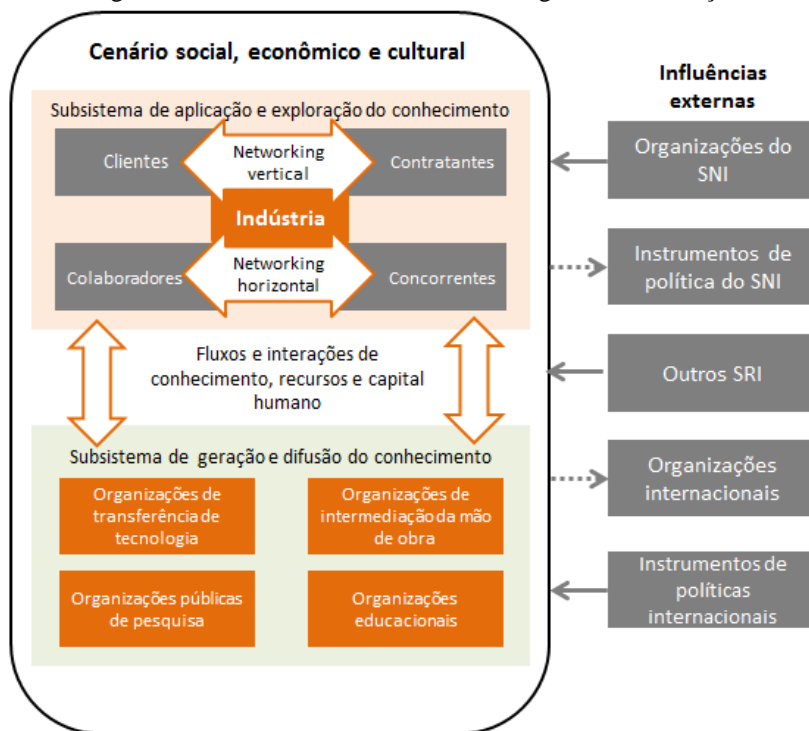 Cenário social, econômico e cultural
Subsistema de aplicação e exploração do conhecimento
Clientes
Networking
vertical
Contratantes
Indústria
Colaboradores
Networking
horizontal
Concorrentes
Fluxos e interações de
conhecimento, recursos e capital
humano
Subsistema de geração e difusão do conhecimento
Organizações de
transferência de
tecnologia
Organizações de
intermediação da mão
de obra
Organizações públicas
de pesquisa
Organizações
educacionais
Influências
externas
Organizações do
SNI
Instrumentos de
política do SNI
Outros SRI
Organizações
internacionais
Instrumentos de
políticas
internacionais